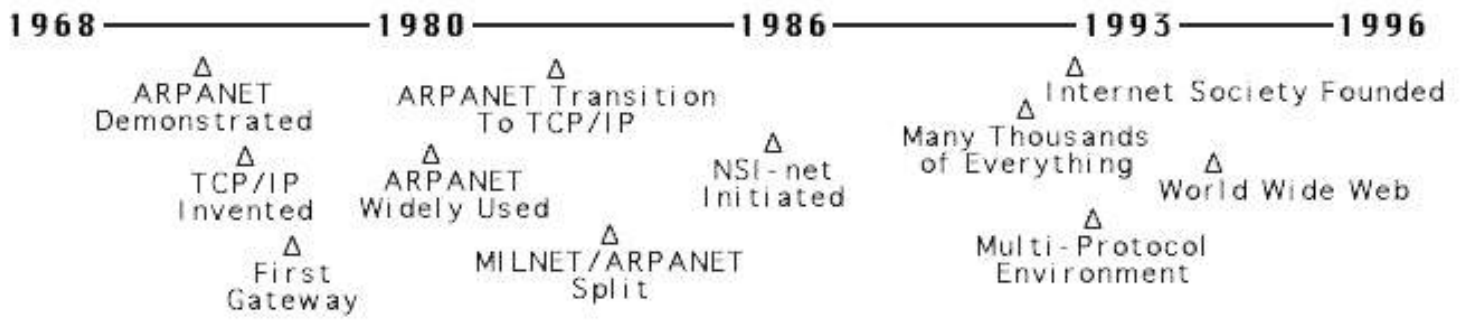 1968 1980 1986 1993 1996
ARPANET
Demonstrated
ARPANET Transition
To TCP/IP
Internet Society Founded
TCP/IP
Invented
ARPANET
Widely Used
NSI-net
Initiated
Many Thousands
of Everything
World Wide Web
First
Gateway
MILNET/ARPANET
Split
Multi-Protocol
Environment